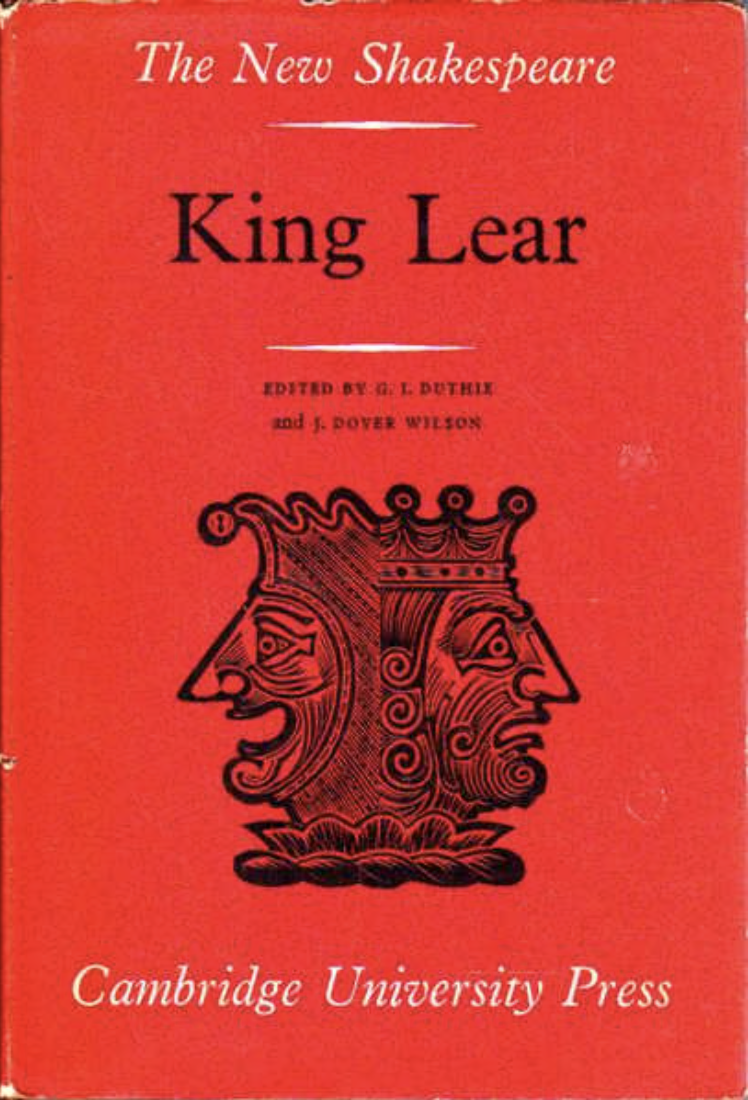 The New Shakespeare
King Lear
EDITED BY G. I. DUTHIE
and J. DOVER WILSON
Cambridge University Press